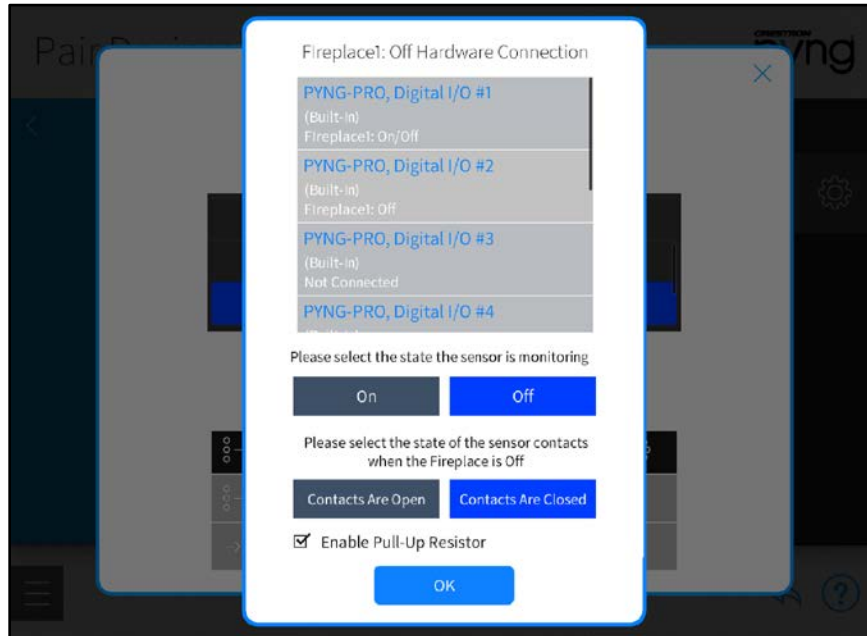 Pair Devices
CRESTRON
pyng
FIreplace1: Off Hardware Connection
PYNG-PRO, Digital I/O #1
(Built-In)
FIreplace1: On/Off
PYNG-PRO, Digital I/O #2
(Built-In)
FIreplace1: Off
PYNG-PRO, Digital I/O #3
(Built-In)
Not Connected
PYNG-PRO, Digital I/O #4
Please select the state the sensor is monitoring
On Off
Please select the state of the sensor contacts
when the Fireplace is Off
Contacts Are Open Contacts Are Closed
Enable Pull-Up Resistor
OK